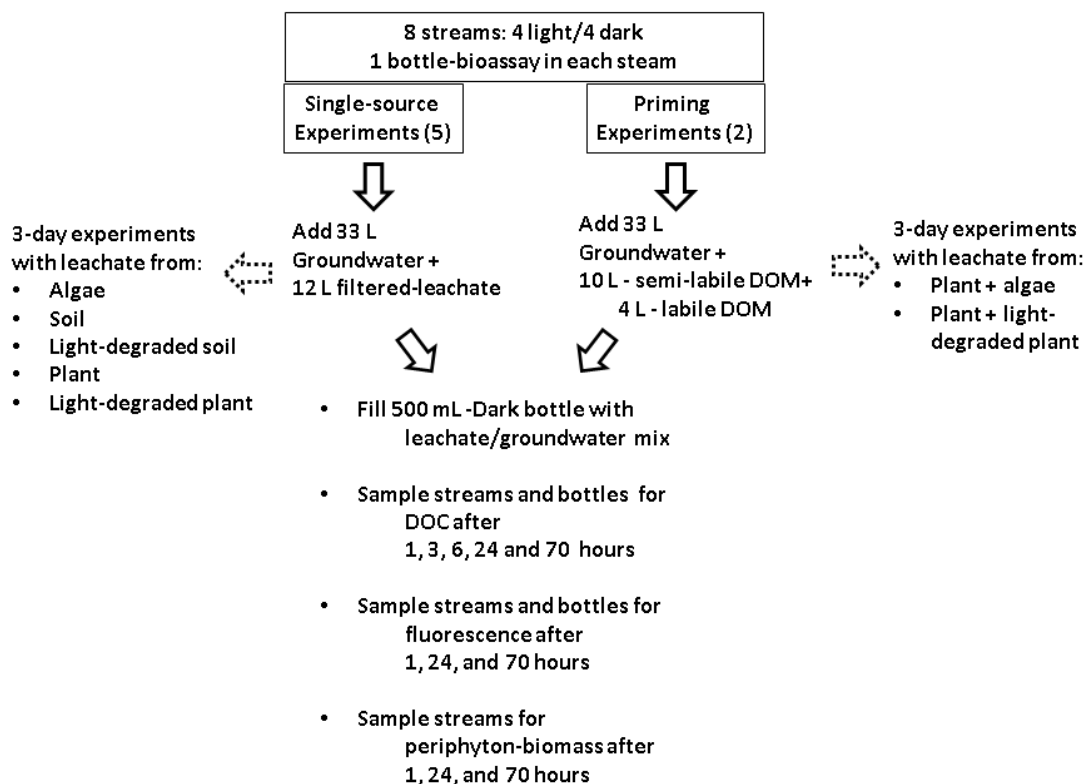 8 streams: 4 light/4 dark
1 bottle-bioassay in each steam
Single-source
Experiments (5)
Priming
Experiments (2)
3-day experiments
with leachate from:
• Algae
• Soil
• Light-degraded soil
• Plant
• Light-degraded plant
Add 33 L
Groundwater +
12 L filtered-leachate
Add 33 L
Groundwater +
10 L - semi-labile DOM+
4 L - labile DOM
3-day experiments
with leachate from:
• Plant + algae
• Plant + light-
degraded plant
• Fill 500 mL -Dark bottle with
leachate/groundwater mix
• Sample streams and bottles for
DOC after
1, 3, 6, 24 and 70 hours
• Sample streams and bottles for
fluorescence after
1, 24, and 70 hours
• Sample streams for
periphyton-biomass after
1, 24, and 70 hours